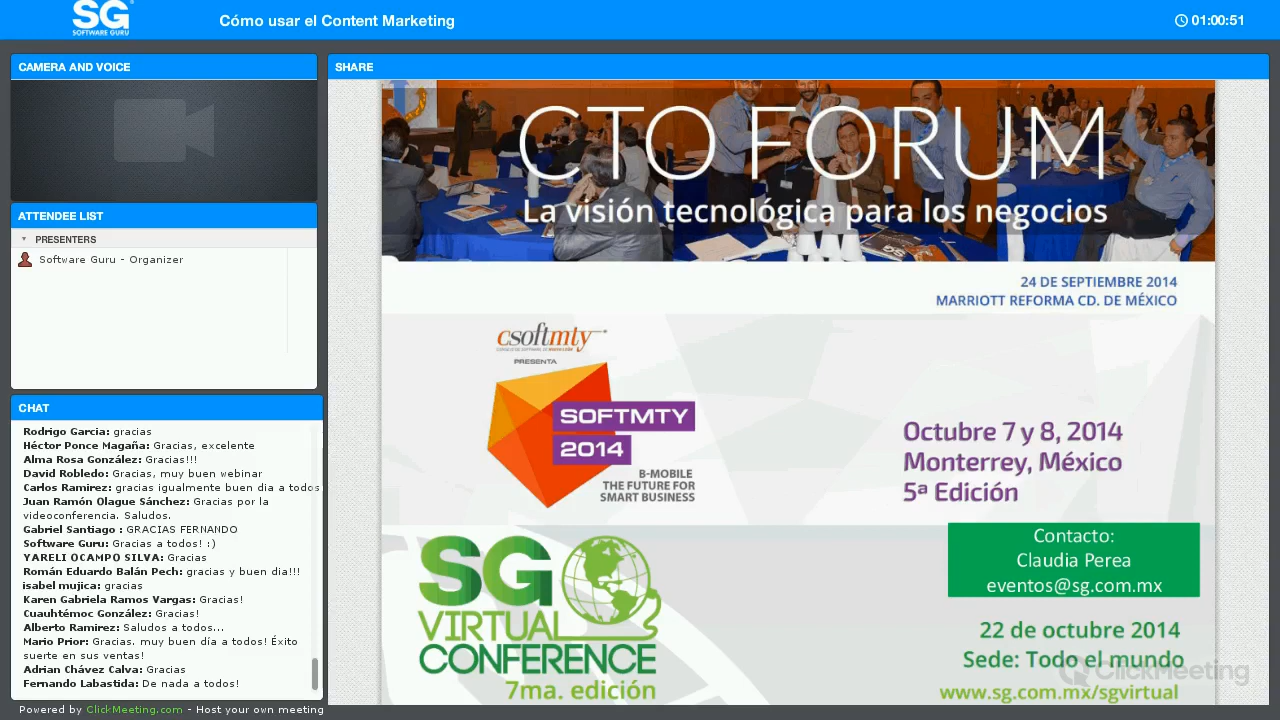 SG
SOFTWARE GURU
Cómo usar el Content Marketing
01:00:51
CAMERA AND VOICE
ATTENDEE LIST
PRESENTERS
Software Guru - Organizer
CHAT
Rodrigo Garcia: gracias
Héctor Ponce Magaña: Gracias, excelente
Alma Rosa González: Gracias!!!
David Robledo: Gracias, muy buen webinar
Carlos Ramirez: gracias igualmente buen dia a todos
Juan Ramón Olague Sánchez: Gracias por la
videoconferencia. Saludos.
Gabriel Santiago : GRACIAS FERNANDO
Software Guru: Gracias a todos! :)
YARELI OCAMPO SILVA: Gracias
Román Eduardo Balán Pech: gracias y buen dia!!!
isabel mujica: gracias
Karen Gabriela Ramos Vargas: Gracias!
Cuauhtémoc González: Gracias!
Alberto Ramirez: Saludos a todos...
Mario Prior: Gracias. muy buen día a todos! Éxito
suerte en sus ventas!
Adrian Chávez Calva: Gracias
Fernando Labastida: De nada a todos!
Powered by ClickMeeting.com - Host your own meeting
SHARE
CTO FORUM
La visión tecnológica para los negocios
24 DE SEPTIEMBRE 2014
MARRIOTT REFORMA CD. DE MÉXICO
csoftmty
PRESENTA
SOFTMTY
2014
B-MOBILE
THE FUTURE FOR
SMART BUSINESS
Octubre 7 y 8, 2014
Monterrey, México
5ª Edición
SG
VIRTUAL
CONFERENCE
7ma. edición
Contacto:
Claudia Perea
eventos@sg.com.mx
22 de octubre 2014
Sede: Todo el mundo
www.sg.com.mx/sgvirtual
ClickMeeting